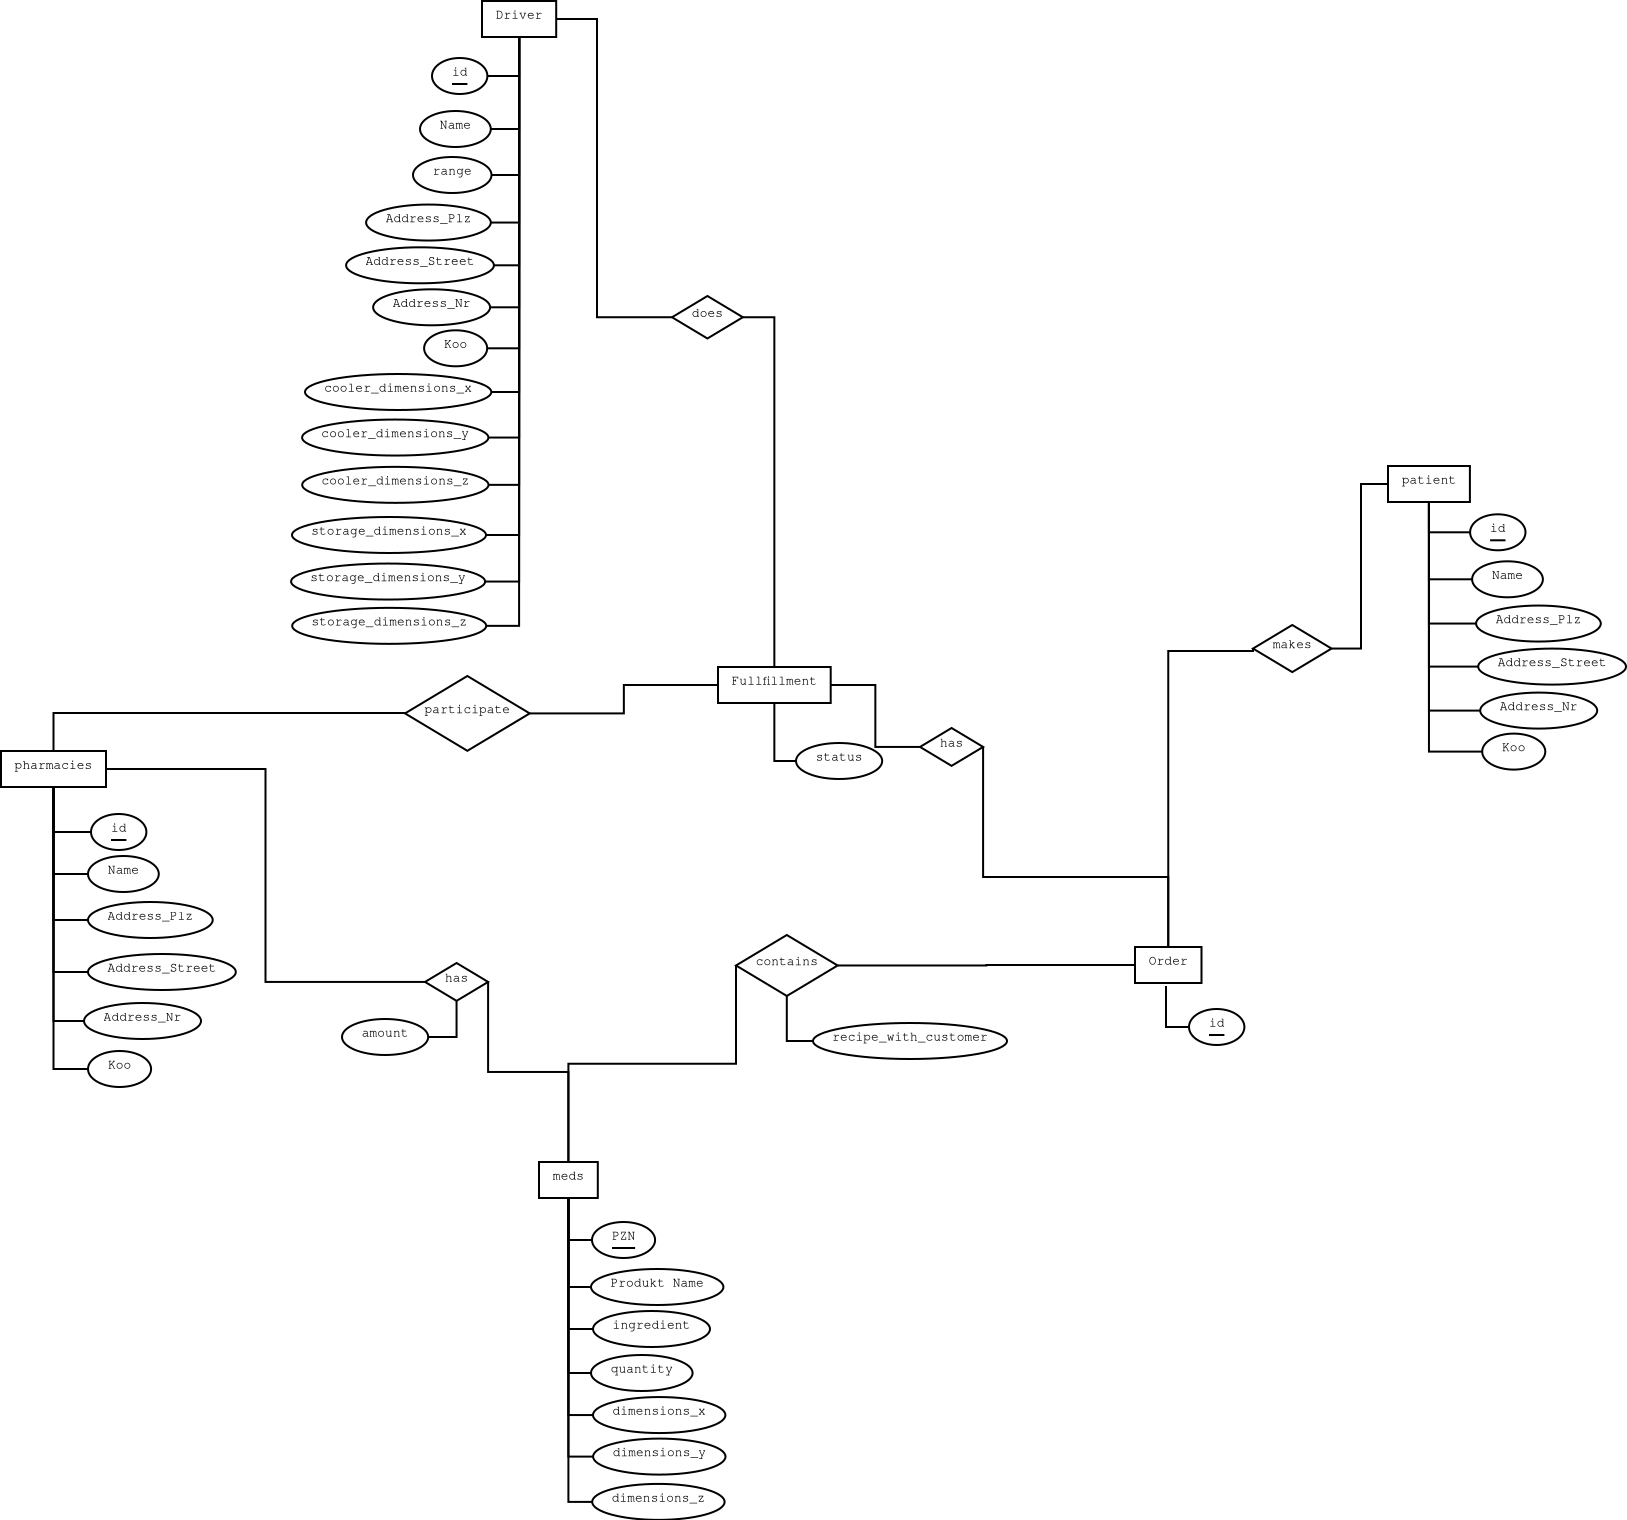 Driver
id
Name
range
Address_Plz
Address_Street
Address_Nr
Koo
cooler_dimensions_x
cooler_dimensions_y
cooler_dimensions_z
storage_dimensions_x
storage_dimensions_y
storage_dimensions_z
does
patient
id
Name
Address_Plz
Address_Street
Address_Nr
Koo
makes
Fullfillment
status
participate
has
pharmacies
id
Name
Address_Plz
Address_Street
Address_Nr
Koo
has
amount
contains
recipe_with_customer
Order
id
meds
PZN
Produkt Name
ingredient
quantity
dimensions_x
dimensions_y
dimensions_z